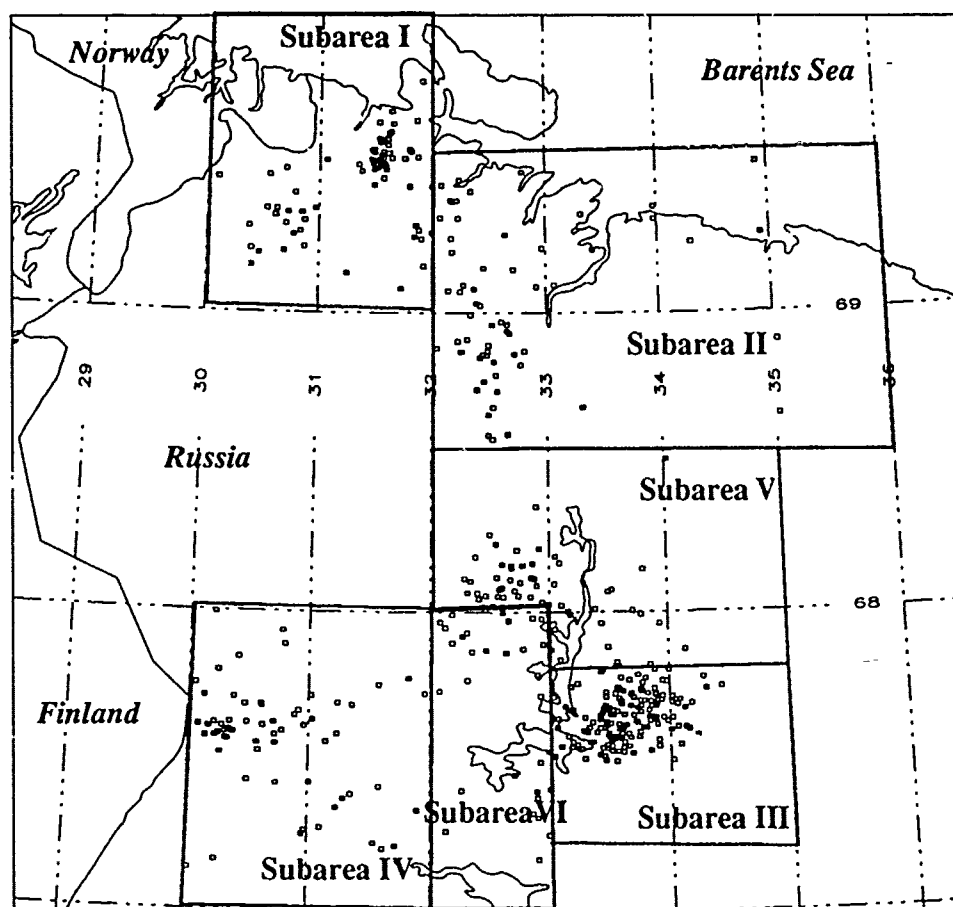 Subarea I
Norway
Barents Sea
69
Subarea II
29
30
31
32
33
34
35
36
Russia
Subarea V
68
Finland
Subarea VI
Subarea III
Subarea IV